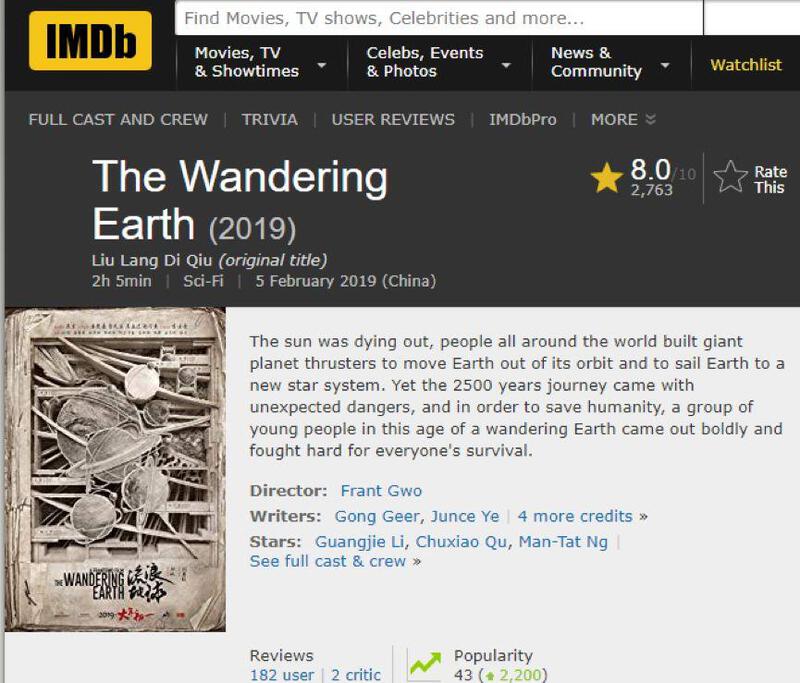 IMDb
Find Movies, TV shows, Celebrities and more...
Movies, TV
& Showtimes
Celebs, Events
& Photos
News &
Community
Watchlist
FULL CAST AND CREW | TRIVIA | USER REVIEWS | IMDbPro | MORE
The Wandering
Earth (2019)
8.0/10
2,763
Rate
This
Liu Lang Di Qiu (original title)
2h 5min | Sci-Fi | 5 February 2019 (China)
The sun was dying out, people all around the world built giant
planet thrusters to move Earth out of its orbit and to sail Earth to a
new star system. Yet the 2500 years journey came with
unexpected dangers, and in order to save humanity, a group of
young people in this age of a wandering Earth came out boldly and
fought hard for everyone's survival.
Director: Frant Gwo
Writers: Gong Geer, Junce Ye | 4 more credits »
Stars: Guangjie Li, Chuxiao Qu, Man-Tat Ng |
See full cast & crew »
THE WANDERING
EARTH
流浪
地球
2019 大年初一
Reviews
182 user | 2 critic
Popularity
43 (2,200)